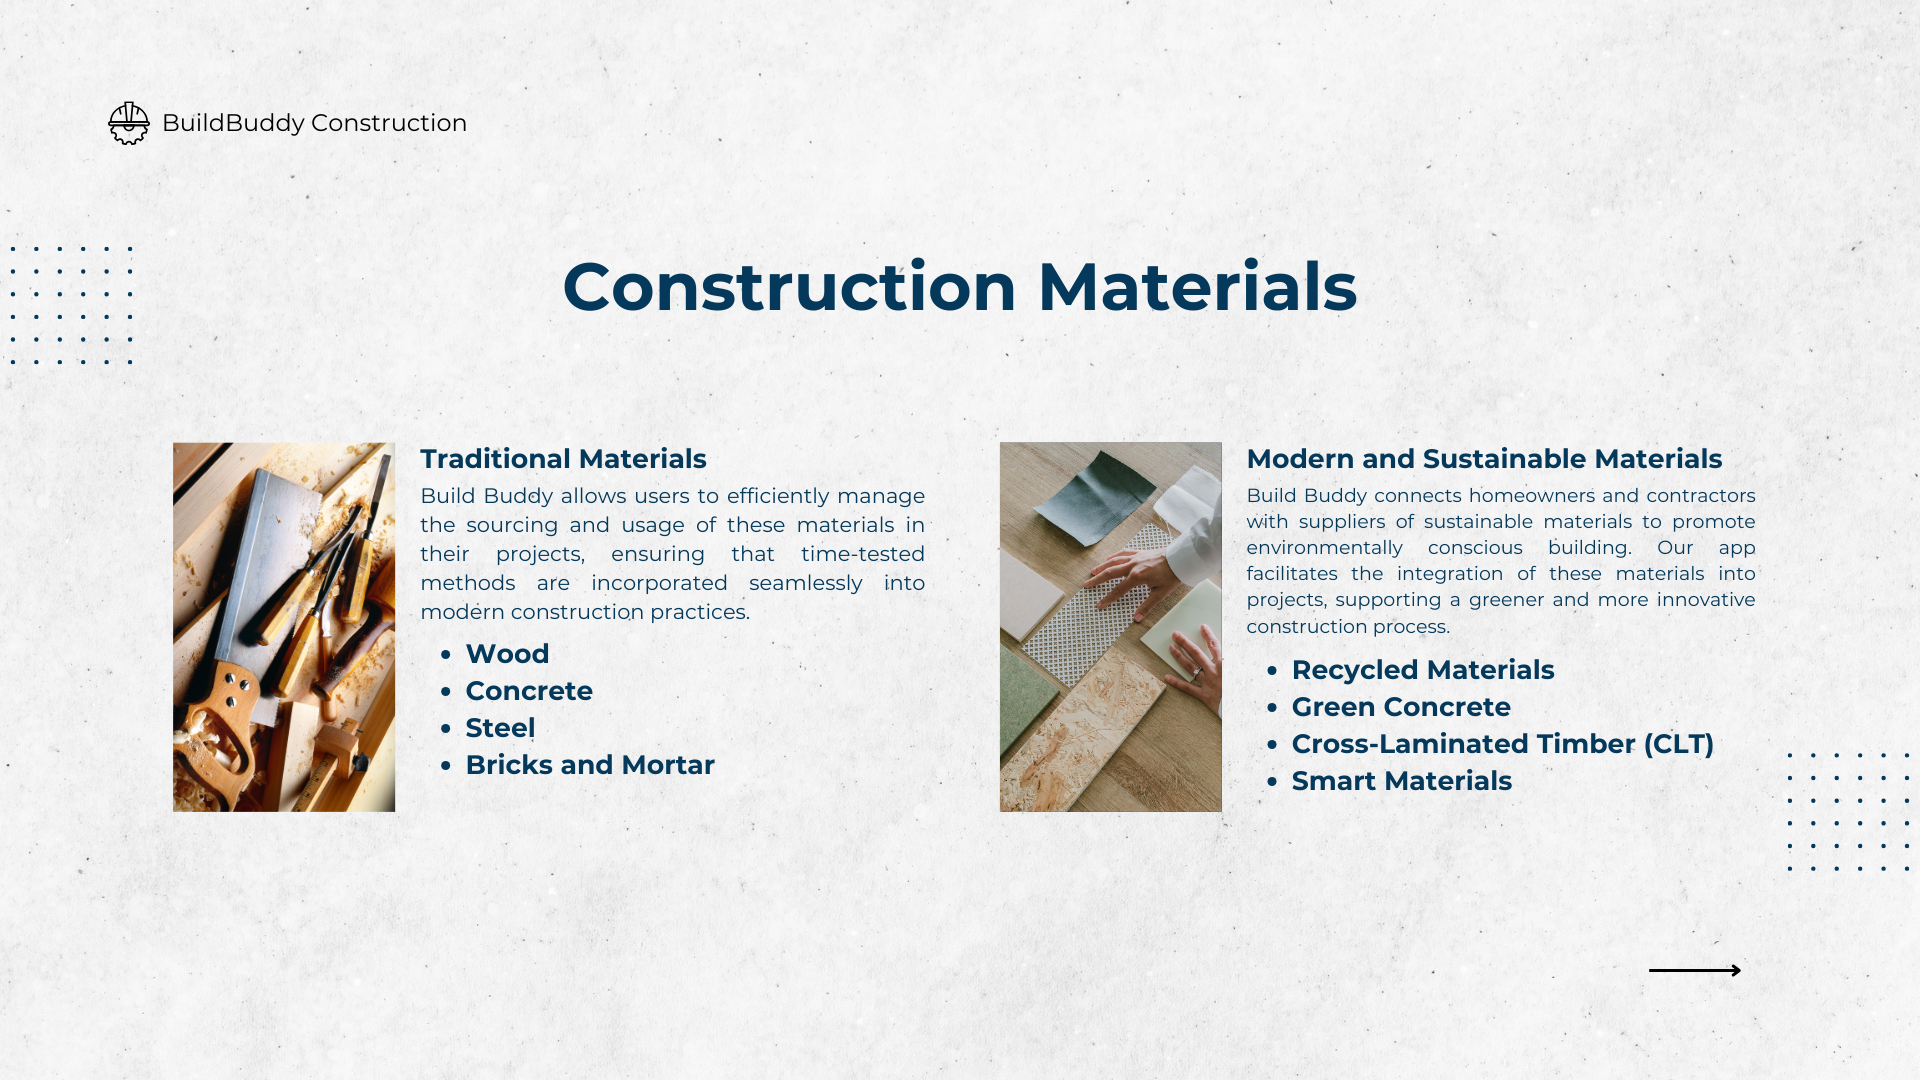 BuildBuddy Construction
Construction Materials
Traditional Materials
Build Buddy allows users to efficiently manage
the sourcing and usage of these materials in
their projects, ensuring that time-tested
methods are incorporated seamlessly into
modern construction practices.
• Wood
• Concrete
• Steel
• Bricks and Mortar
Modern and Sustainable Materials
Build Buddy connects homeowners and contractors
with suppliers of sustainable materials to promote
environmentally conscious building. Our app
facilitates the integration of these materials into
projects, supporting a greener and more innovative
construction process.
• Recycled Materials
• Green Concrete
• Cross-Laminated Timber (CLT)
• Smart Materials